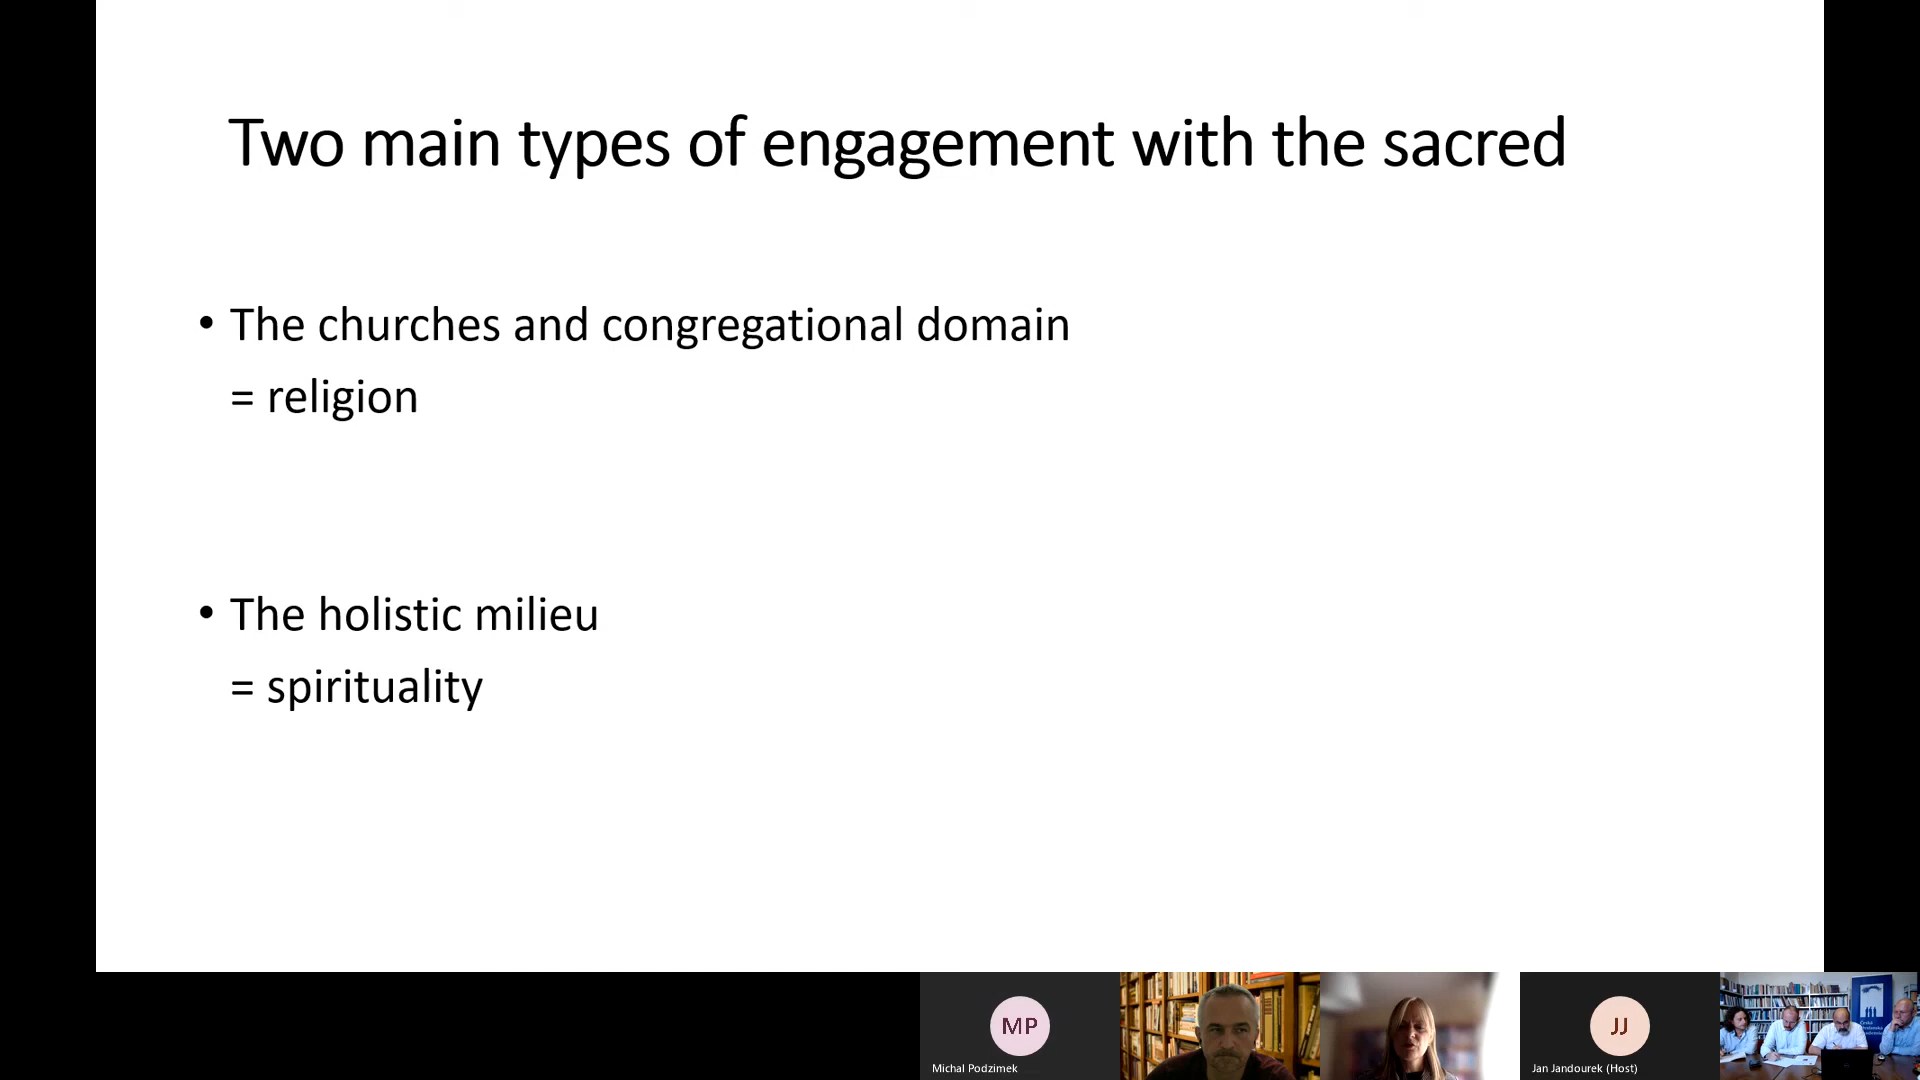 Two main types of engagement with the sacred
• The churches and congregational domain
= religion
• The holistic milieu
= spirituality
MP
Michal Podzimek
JJ
Jan Jandourek (Host)